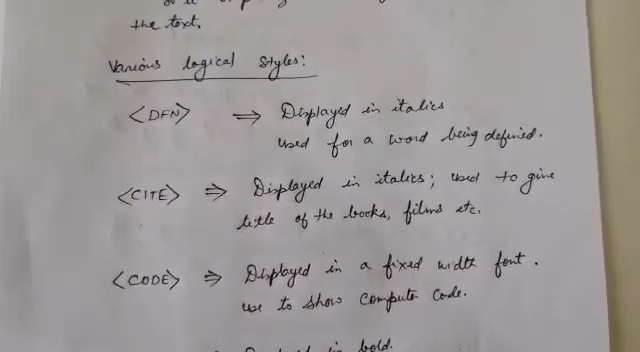 the text.
Various logical Styles:
<DFN> ⇒ Displayed in italics
used for a word being defined.
<CITE> ⇒ Displayed in italics; used to give
title of the books, films etc.
<CODE> ⇒ Displayed in a fixed width font.
use to show computer code.
in bold.